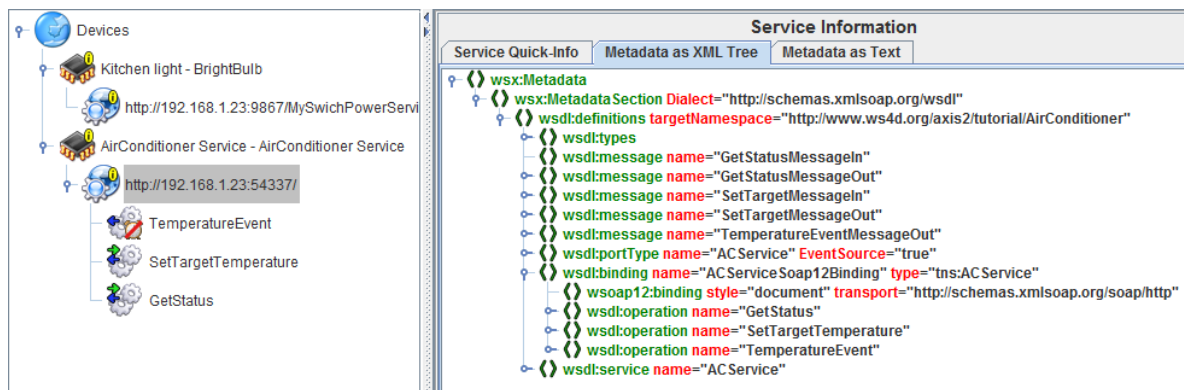 Devices
Kitchen light - BrightBulb
http://192.168.1.23:9867/MySwichPowerServi
AirConditioner Service - AirConditioner Service
http://192.168.1.23:54337/
TemperatureEvent
SetTargetTemperature
GetStatus
Service Information
Service Quick-Info
Metadata as XML Tree
Metadata as Text
wsx:Metadata
wsx:MetadataSection Dialect="http://schemas.xmlsoap.org/wsdl"
wsdl:definitions targetNamespace="http://www.ws4d.org/axis2/tutorial/AirConditioner"
wsdl:types
wsdl:message name="GetStatusMessageIn"
wsdl:message name="GetStatusMessageOut"
wsdl:message name="SetTargetMessageIn"
wsdl:message name="SetTargetMessageOut"
wsdl:message name="TemperatureEventMessageOut"
wsdl:portType name="ACService" EventSource="true"
wsdl:binding name="ACServiceSoap12Binding" type="tns:ACService"
wsoap12:binding style="document" transport="http://schemas.xmlsoap.org/soap/http"
wsdl:operation name="GetStatus"
wsdl:operation name="SetTargetTemperature"
wsdl:operation name="TemperatureEvent"
wsdl:service name="ACService"